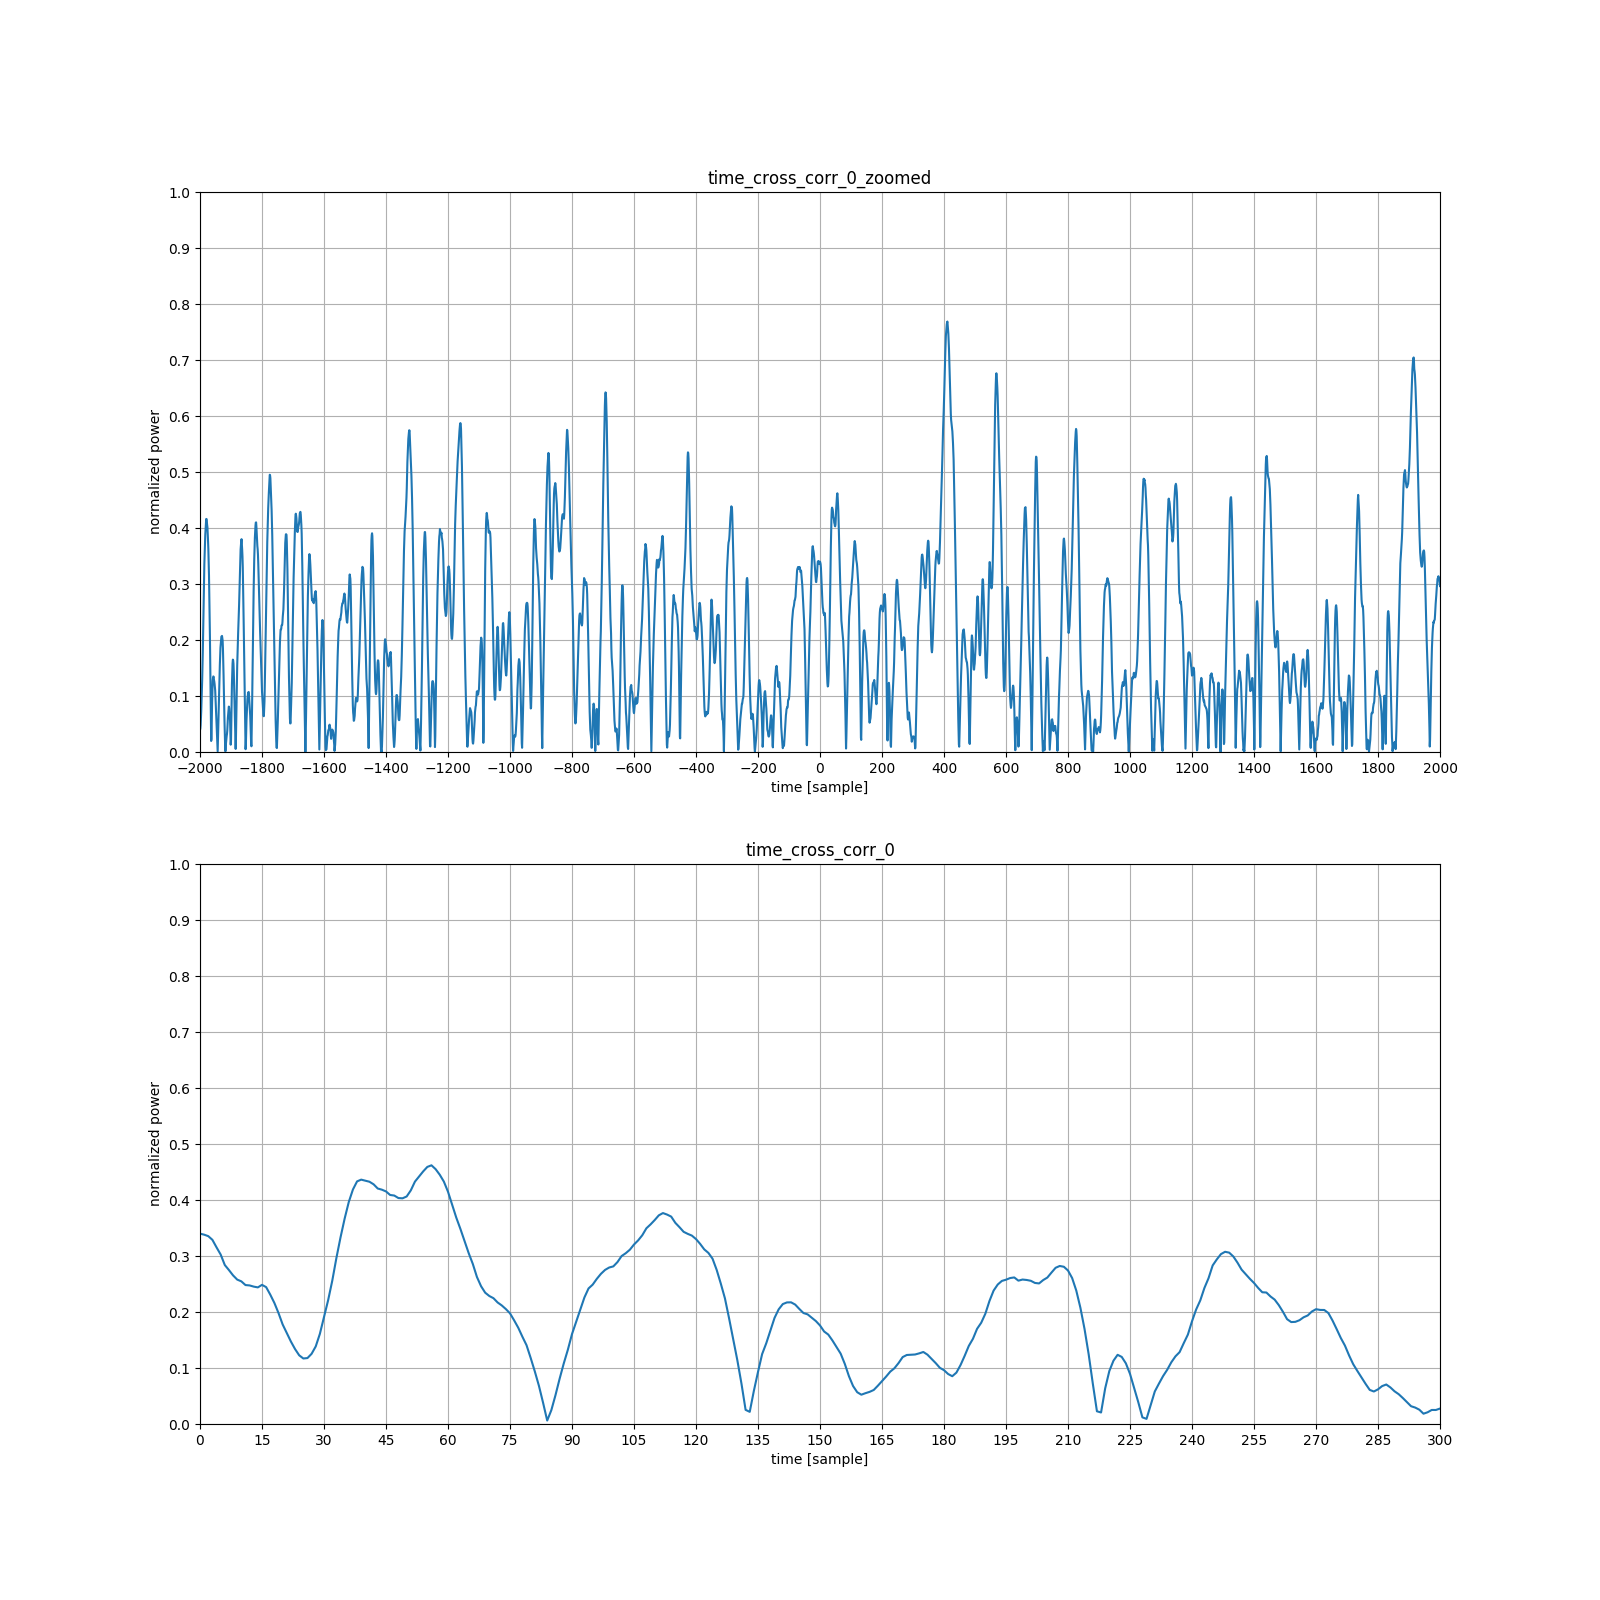 time_cross_corr_0_zoomed
1.0
0.9
0.8
0.7
0.6
0.5
0.4
0.3
0.2
0.1
0.0
normalized power
−2000 −1800 −1600 −1400 −1200 −1000 −800 −600 −400 −200 0 200 400 600 800 1000 1200 1400 1600 1800 2000
time [sample]
time_cross_corr_0
1.0
0.9
0.8
0.7
0.6
0.5
0.4
0.3
0.2
0.1
0.0
normalized power
0 15 30 45 60 75 90 105 120 135 150 165 180 195 210 225 240 255 270 285 300
time [sample]